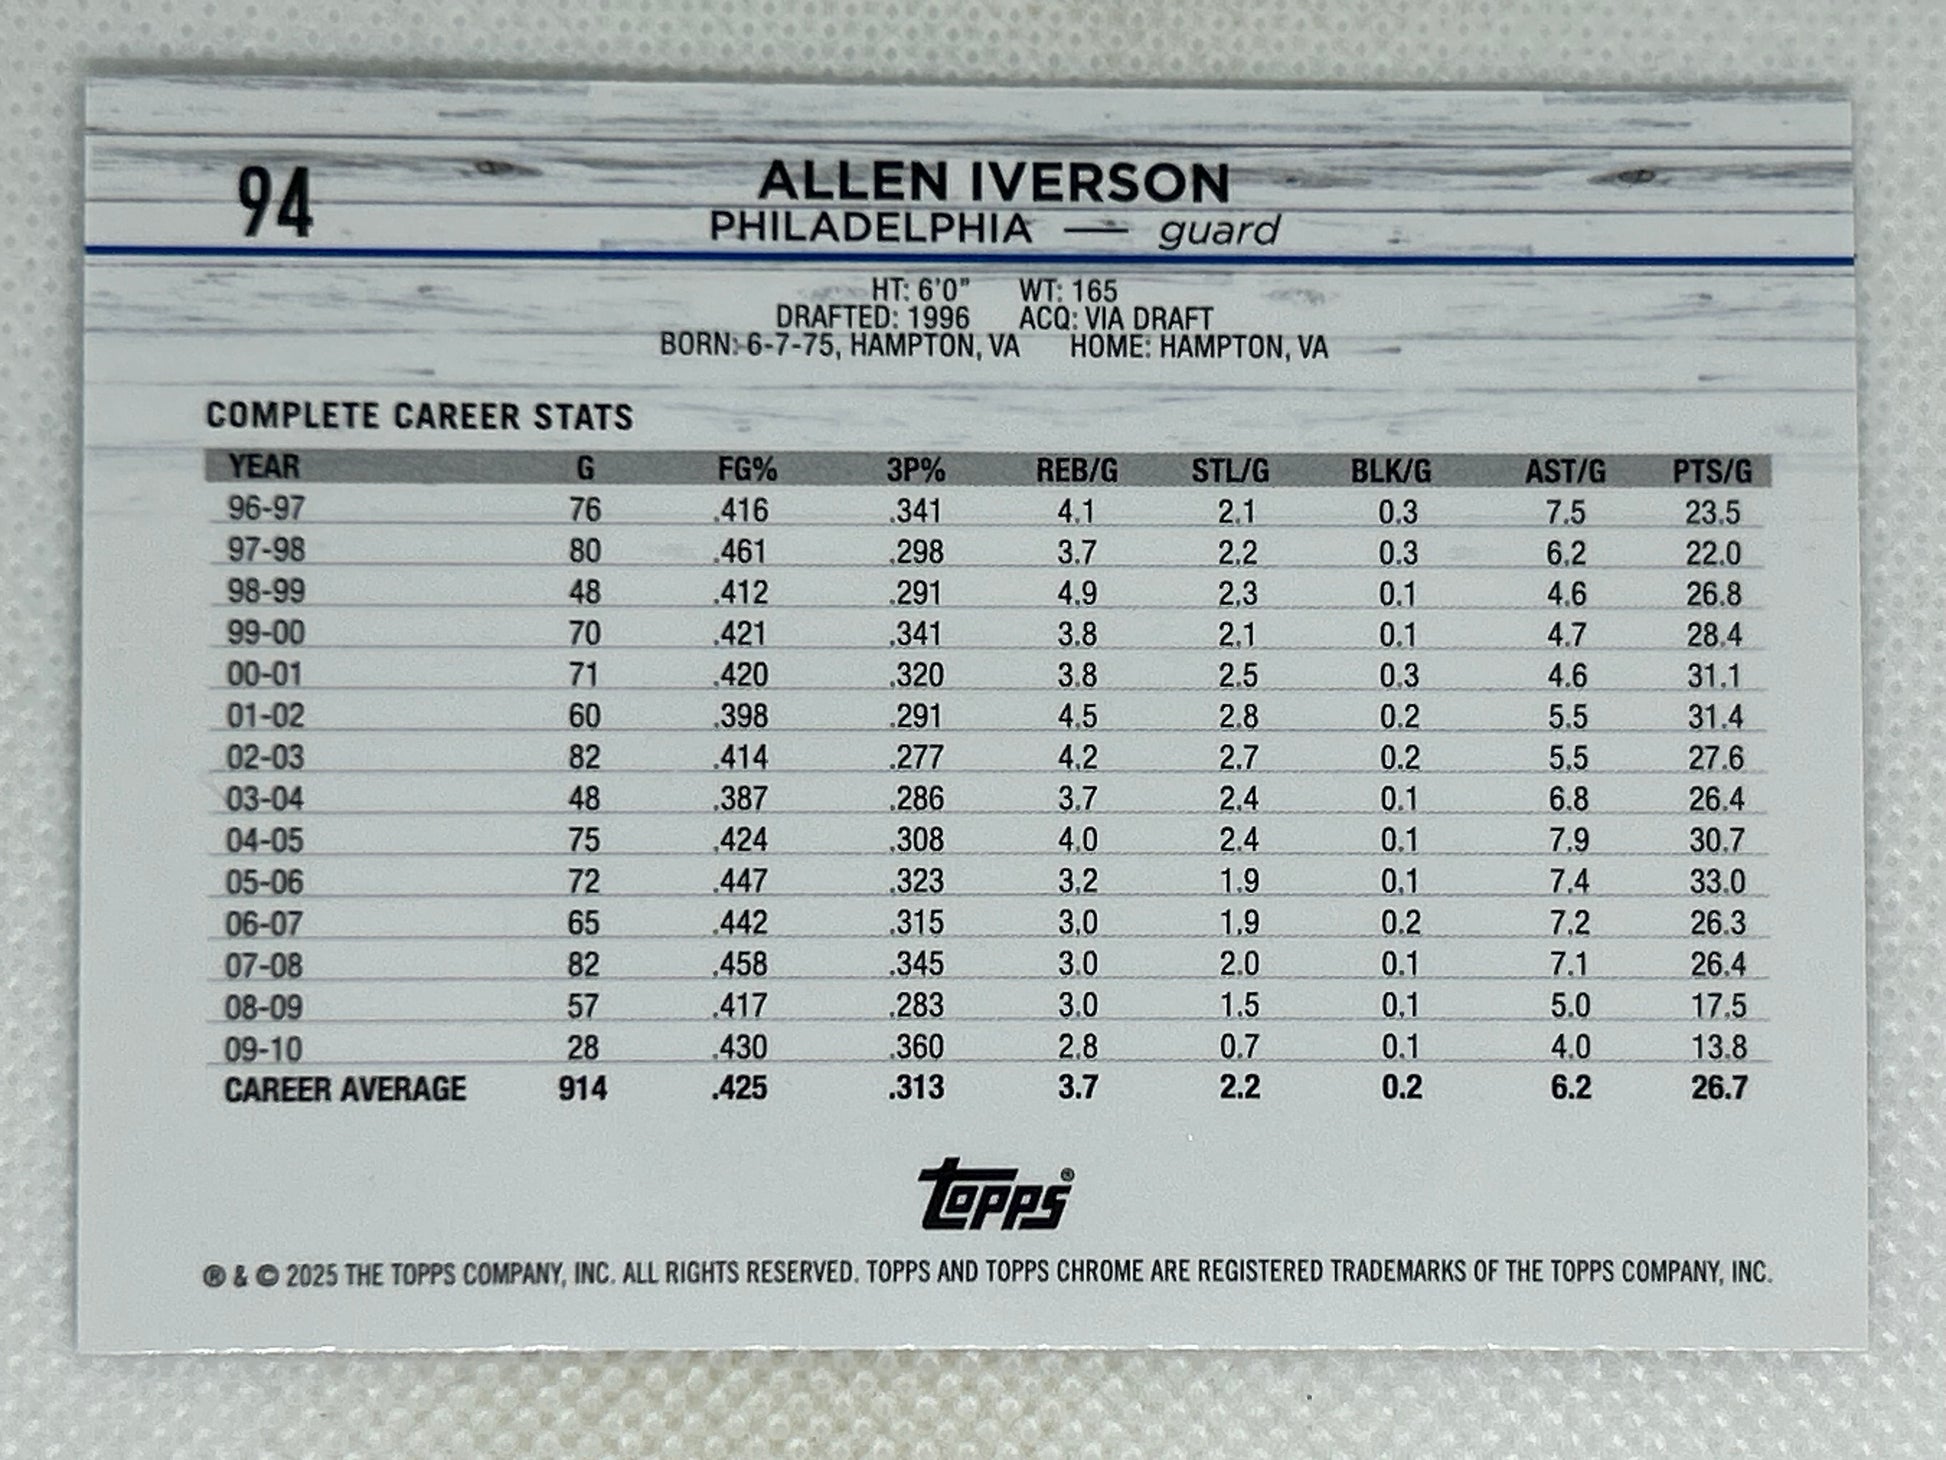 94
ALLEN IVERSON
PHILADELPHIA — guard
HT: 6'0" WT: 165
DRAFTED: 1996 ACQ: VIA DRAFT
BORN: 6-7-75, HAMPTON, VA HOME: HAMPTON, VA
COMPLETE CAREER STATS
YEAR G FG% 3P% REB/G STL/G BLK/G AST/G PTS/G
96-97 76 .416 .341 4.1 2.1 0.3 7.5 23.5
97-98 80 .461 .298 3.7 2.2 0.3 6.2 22.0
98-99 48 .412 .291 4.9 2.3 0.1 4.6 26.8
99-00 70 .421 .341 3.8 2.1 0.1 4.7 28.4
00-01 71 .420 .320 3.8 2.5 0.3 4.6 31.1
01-02 60 .398 .291 4.5 2.8 0.2 5.5 31.4
02-03 82 .414 .277 4.2 2.7 0.2 5.5 27.6
03-04 48 .387 .286 3.7 2.4 0.1 6.8 26.4
04-05 75 .424 .308 4.0 2.4 0.1 7.9 30.7
05-06 72 .447 .323 3.2 1.9 0.1 7.4 33.0
06-07 65 .442 .315 3.0 1.9 0.2 7.2 26.3
07-08 82 .458 .345 3.0 2.0 0.1 7.1 26.4
08-09 57 .417 .283 3.0 1.5 0.1 5.0 17.5
09-10 28 .430 .360 2.8 0.7 0.1 4.0 13.8
CAREER AVERAGE 914 .425 .313 3.7 2.2 0.2 6.2 26.7
topps®
® & © 2025 THE TOPPS COMPANY, INC. ALL RIGHTS RESERVED. TOPPS AND TOPPS CHROME ARE REGISTERED TRADEMARKS OF THE TOPPS COMPANY, INC.